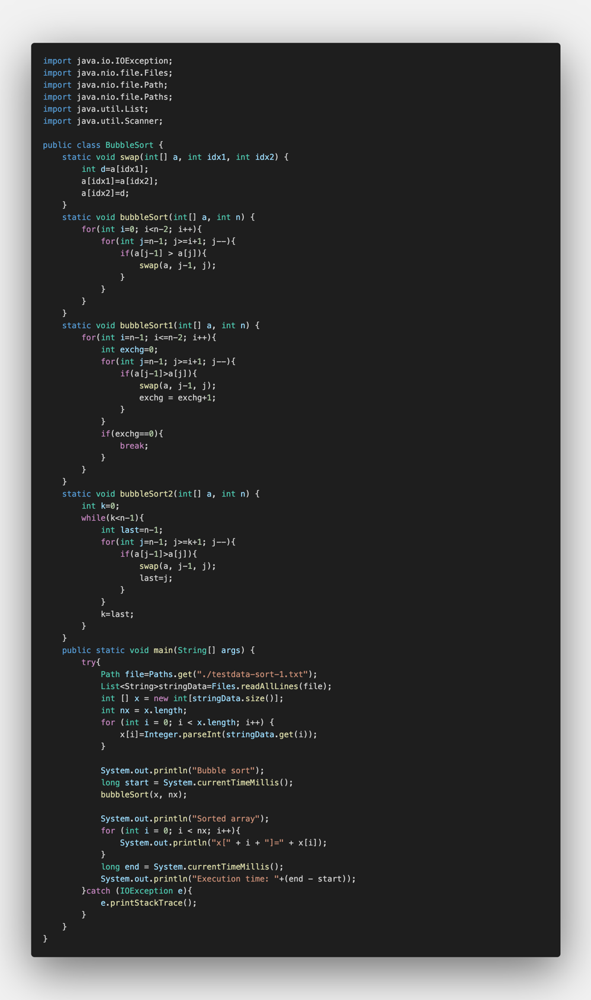 import java.io.IOException;
import java.nio.file.Files;
import java.nio.file.Path;
import java.nio.file.Paths;
import java.util.List;
import java.util.Scanner;

public class BubbleSort {
    static void swap(int[] a, int idx1, int idx2) {
        int d=a[idx1];
        a[idx1]=a[idx2];
        a[idx2]=d;
    }
    static void bubbleSort(int[] a, int n) {
        for(int i=0; i<n-2; i++){
            for(int j=n-1; j>=i+1; j--){
                if(a[j-1] > a[j]){
                    swap(a, j-1, j);
                }
            }
        }
    }
    static void bubbleSort1(int[] a, int n) {
        for(int i=n-1; i<=n-2; i++){
            int exchg=0;
            for(int j=n-1; j>=i+1; j--){
                if(a[j-1]>a[j]){
                    swap(a, j-1, j);
                    exchg = exchg+1;
                }
            }
            if(exchg==0){
                break;
            }
        }
    }
    static void bubbleSort2(int[] a, int n) {
        int k=0;
        while(k<n-1){
            int last=n-1;
            for(int j=n-1; j>=k+1; j--){
                if(a[j-1]>a[j]){
                    swap(a, j-1, j);
                    last=j;
                }
            }
            k=last;
        }
    }
    public static void main(String[] args) {
        try{
            Path file=Paths.get("./testdata-sort-1.txt");
            List<String>stringData=Files.readAllLines(file);
            int [] x = new int[stringData.size()];
            int nx = x.length;
            for (int i = 0; i < x.length; i++) {
                x[i]=Integer.parseInt(stringData.get(i));
            }

            System.out.println("Bubble sort");
            long start = System.currentTimeMillis();
            bubbleSort(x, nx);

            System.out.println("Sorted array");
            for (int i = 0; i < nx; i++){
                System.out.println("x[" + i + "]=" + x[i]);
            }
            long end = System.currentTimeMillis();
            System.out.println("Execution time: "+(end - start));
        }catch (IOException e){
            e.printStackTrace();
        }
    }
}